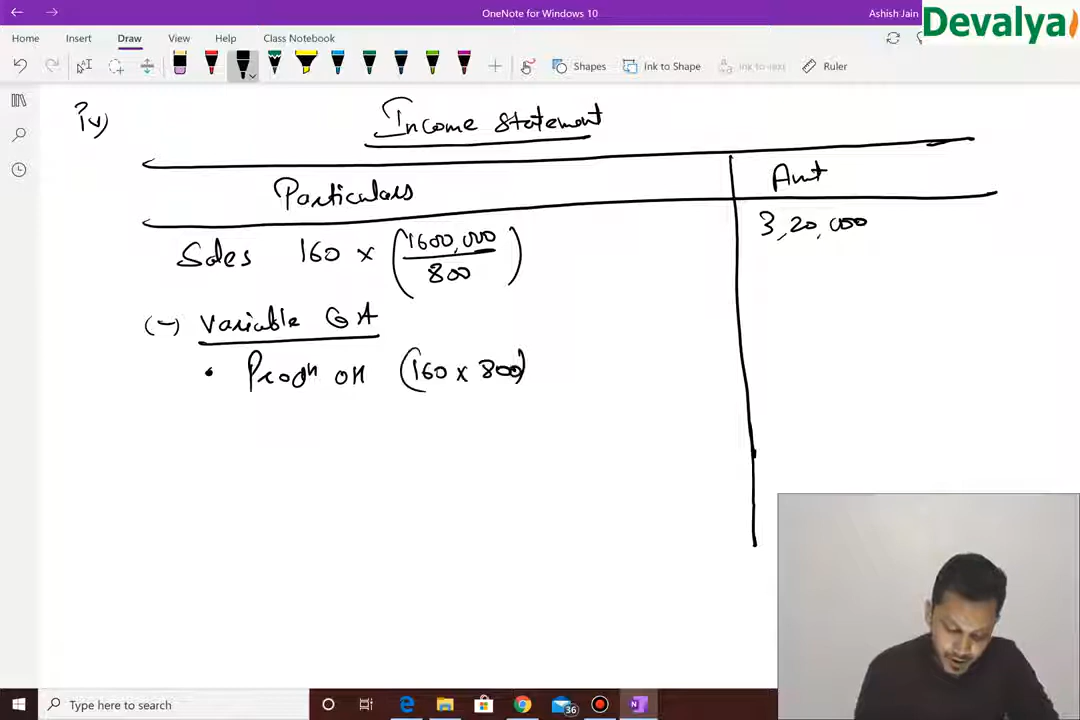 OneNote for Windows 10
Ashish Jain
Devalya
Home Insert Draw View Help Class Notebook
Shapes Ink to Shape Ink to Text Ruler
iv) Income Statement
Particulars Amt
Sales 160 × (1600,000/800) 3,20,000
(-) Variable
• Prodn OH (160 × 800)
Type here to search
36